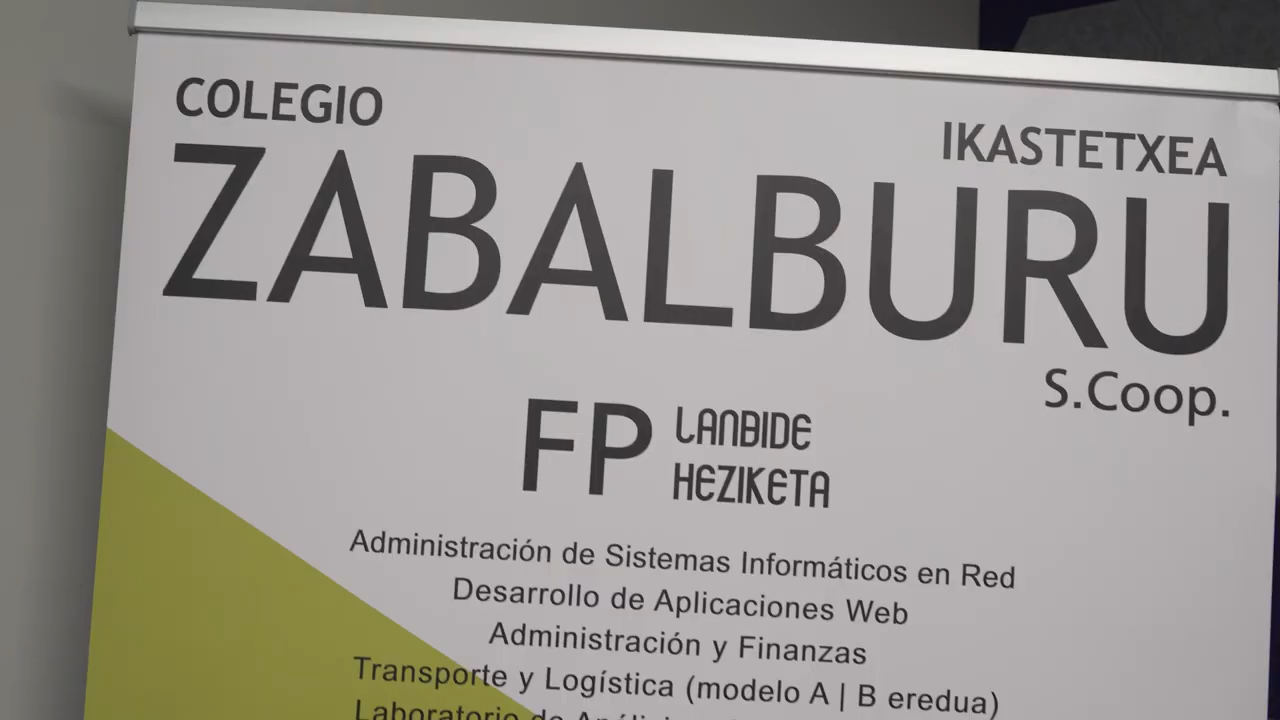 COLEGIO
IKASTETXEA
ZABALBURU
S.Coop.
FP LANBIDE
HEZIKETA
Administración de Sistemas Informáticos en Red
Desarrollo de Aplicaciones Web
Administración y Finanzas
Transporte y Logística (modelo A | B eredua)
Laboratorio de